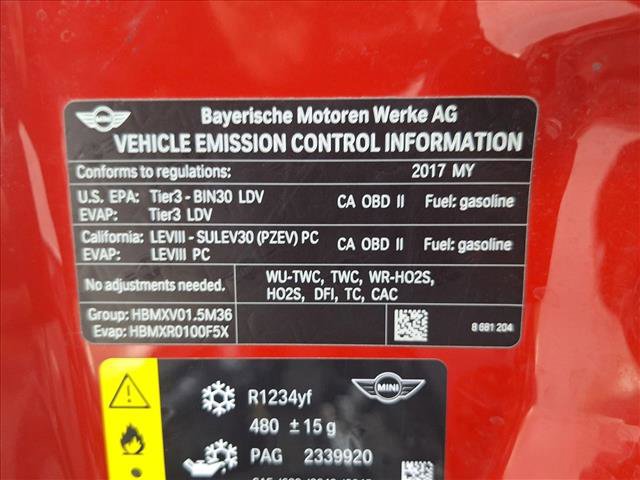 MINI
Bayerische Motoren Werke AG
VEHICLE EMISSION CONTROL INFORMATION
Conforms to regulations: 2017 MY
U.S. EPA: Tier3 - BIN30 LDV CA OBD II Fuel: gasoline
EVAP: Tier3 LDV
California: LEVIII - SULEV30 (PZEV) PC CA OBD II Fuel: gasoline
EVAP: LEVIII PC
No adjustments needed.
WU-TWC, TWC, WR-HO2S,
HO2S, DFI, TC, CAC
Group: HBMXV01.5M36
Evap: HBMXR0100F5X
8 681 204
MINI
R1234yf
480 ± 15 g
PAG 2339920